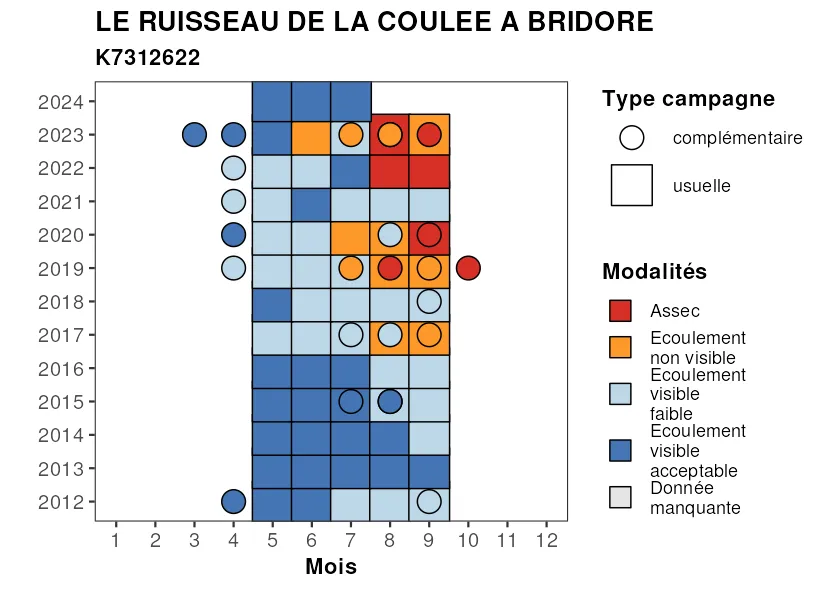 LE RUISSEAU DE LA COULEE A BRIDORE
K7312622
2024
2023
2022
2021
2020
2019
2018
2017
2016
2015
2014
2013
2012
1 2 3 4 5 6 7 8 9 10 11 12
Mois
Type campagne
complémentaire
usuelle
Modalités
Assec
Ecoulement
non visible
Ecoulement
visible
faible
Ecoulement
visible
acceptable
Donnée
manquante